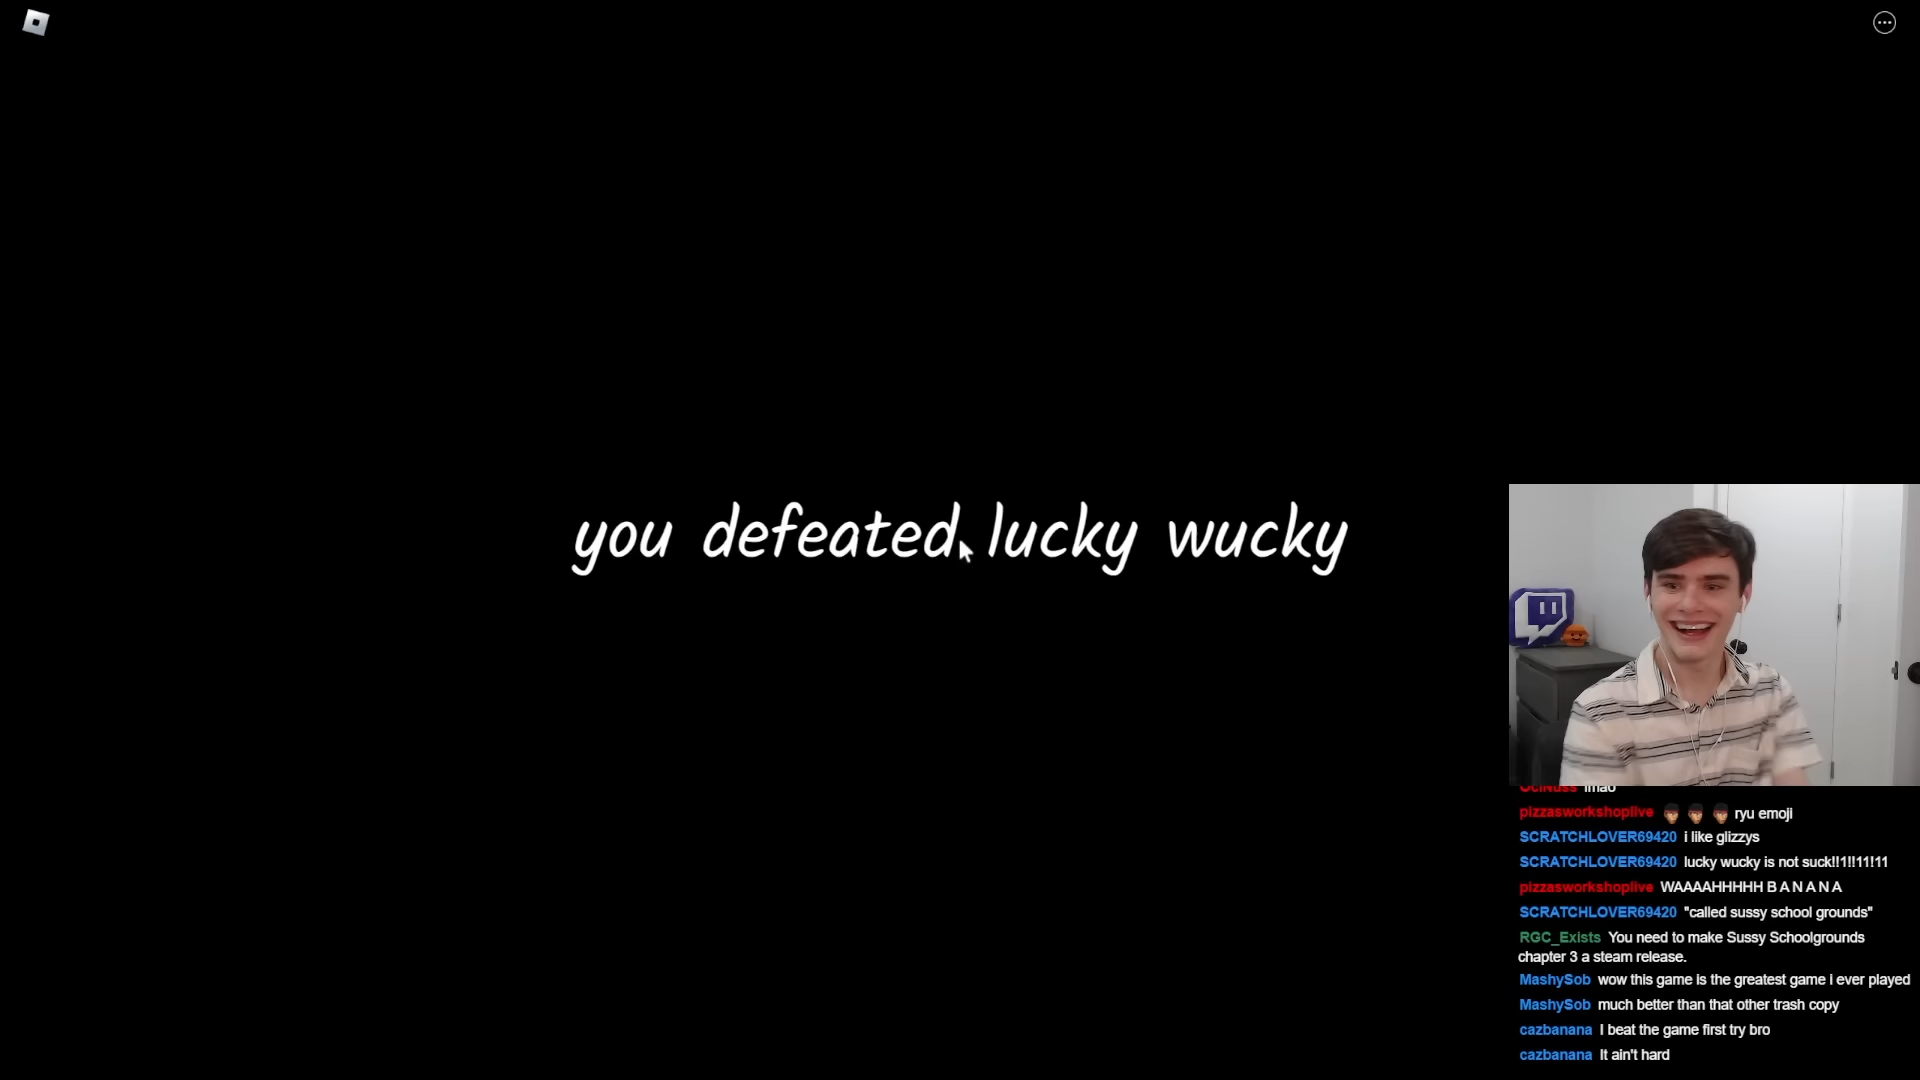 you defeated lucky wucky
OciNuss lmao
pizzasworkshoplive ryu emoji
SCRATCHLOVER69420 i like glizzys
SCRATCHLOVER69420 lucky wucky is not suck!!1!!11!11
pizzasworkshoplive WAAAAHHHHH B A N A N A
SCRATCHLOVER69420 "called sussy school grounds"
RGC_Exists You need to make Sussy Schoolgrounds
chapter 3 a steam release.
MashySob wow this game is the greatest game i ever played
MashySob much better than that other trash copy
cazbanana I beat the game first try bro
cazbanana It ain't hard